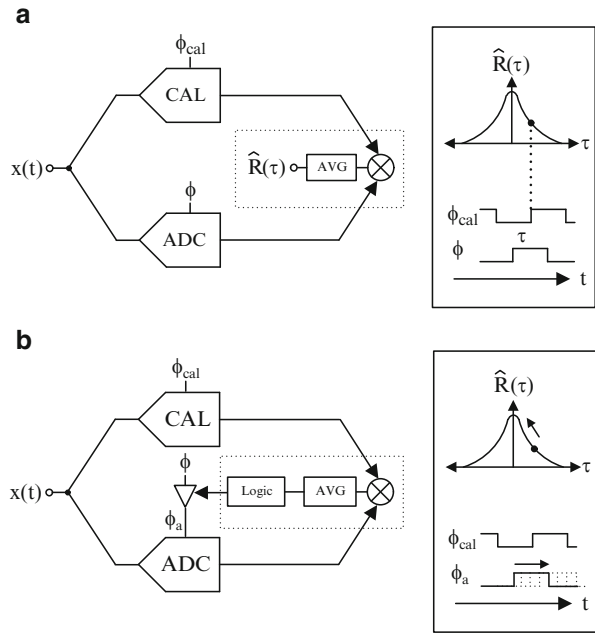 a
ϕcal
CAL
x(t)
R̂(τ)
AVG
ϕ
ADC
R̂(τ)
τ
ϕcal
τ
ϕ
t
b
ϕcal
CAL
ϕ
x(t)
Logic
AVG
ϕa
ADC
R̂(τ)
τ
ϕcal
ϕa
t